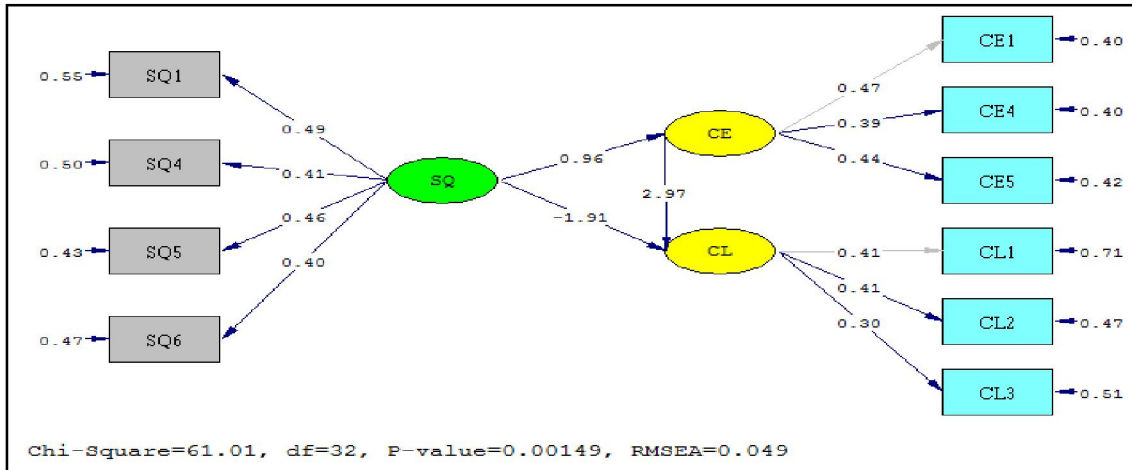 CE1
0.40
0.55
SQ1
0.47
CE4
0.40
0.49
0.39
CE
0.50
SQ4
0.41
0.96
0.44
CE5
0.42
SQ
2.97
0.46
-1.91
0.43
SQ5
CL
0.41
CL1
0.71
0.40
0.41
CL2
0.47
0.47
SQ6
0.30
CL3
0.51
Chi-Square=61.01, df=32, P-value=0.00149, RMSEA=0.049